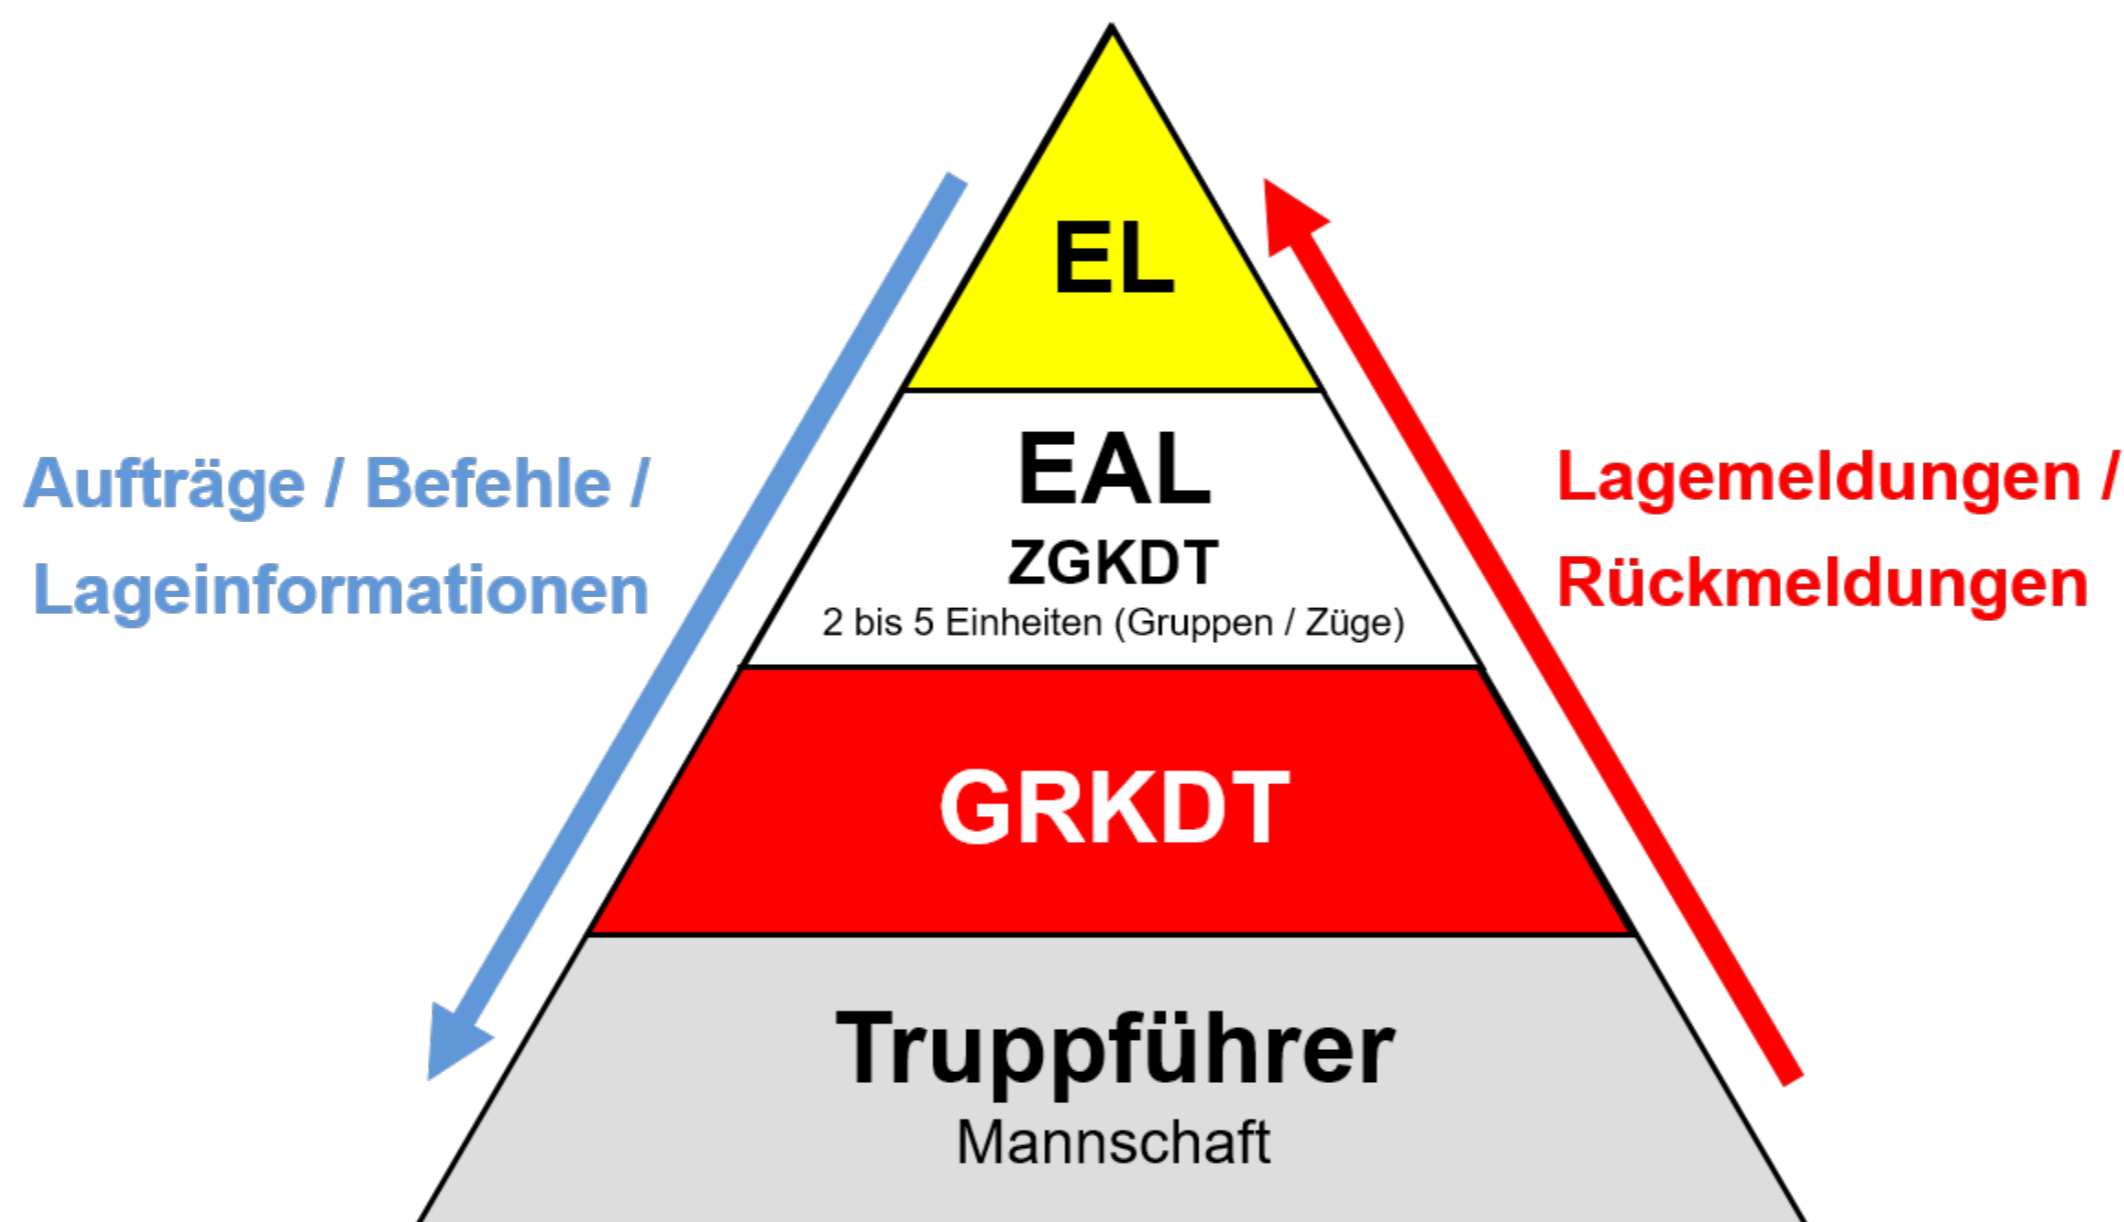 EL
EAL
ZGKDT
2 bis 5 Einheiten (Gruppen / Züge)
GRKDT
Truppführer
Mannschaft
Aufträge / Befehle /
Lageinformationen
Lagemeldungen /
Rückmeldungen